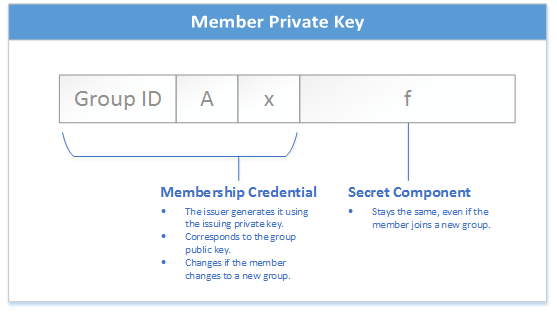 Member Private Key
Group ID A x f
Membership Credential
• The issuer generates it using
the issuing private key.
• Corresponds to the group
public key.
• Changes if the member
changes to a new group.
Secret Component
• Stays the same, even if the
member joins a new group.